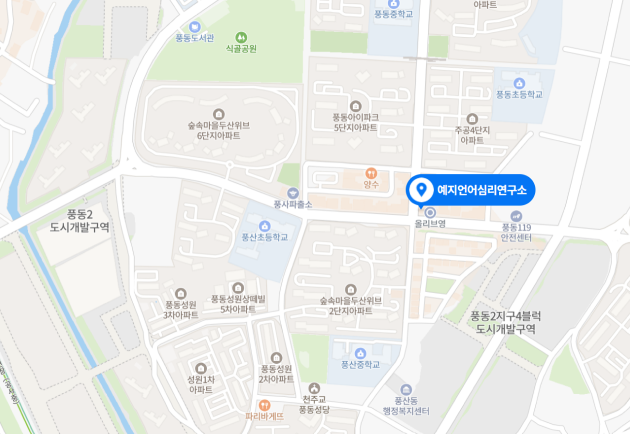 풍동중학교
아파트
풍동도서관
식골공원
풍동초등학교
숲속마을두산위브
6단지아파트
풍동아이파크
5단지아파트
주공4단지
아파트
양수
예지언어심리연구소
풍사파출소
올리브영
풍동2
도시개발구역
풍산초등학교
풍동119
안전센터
풍동성원
3차아파트
풍동성원상떼빌
5차아파트
숲속마을두산위브
2단지아파트
풍동2지구4블럭
도시개발구역
성원1차
아파트
풍동성원
2차아파트
풍산중학교
천주교
풍동성당
파리바게뜨
풍산동
행정복지센터